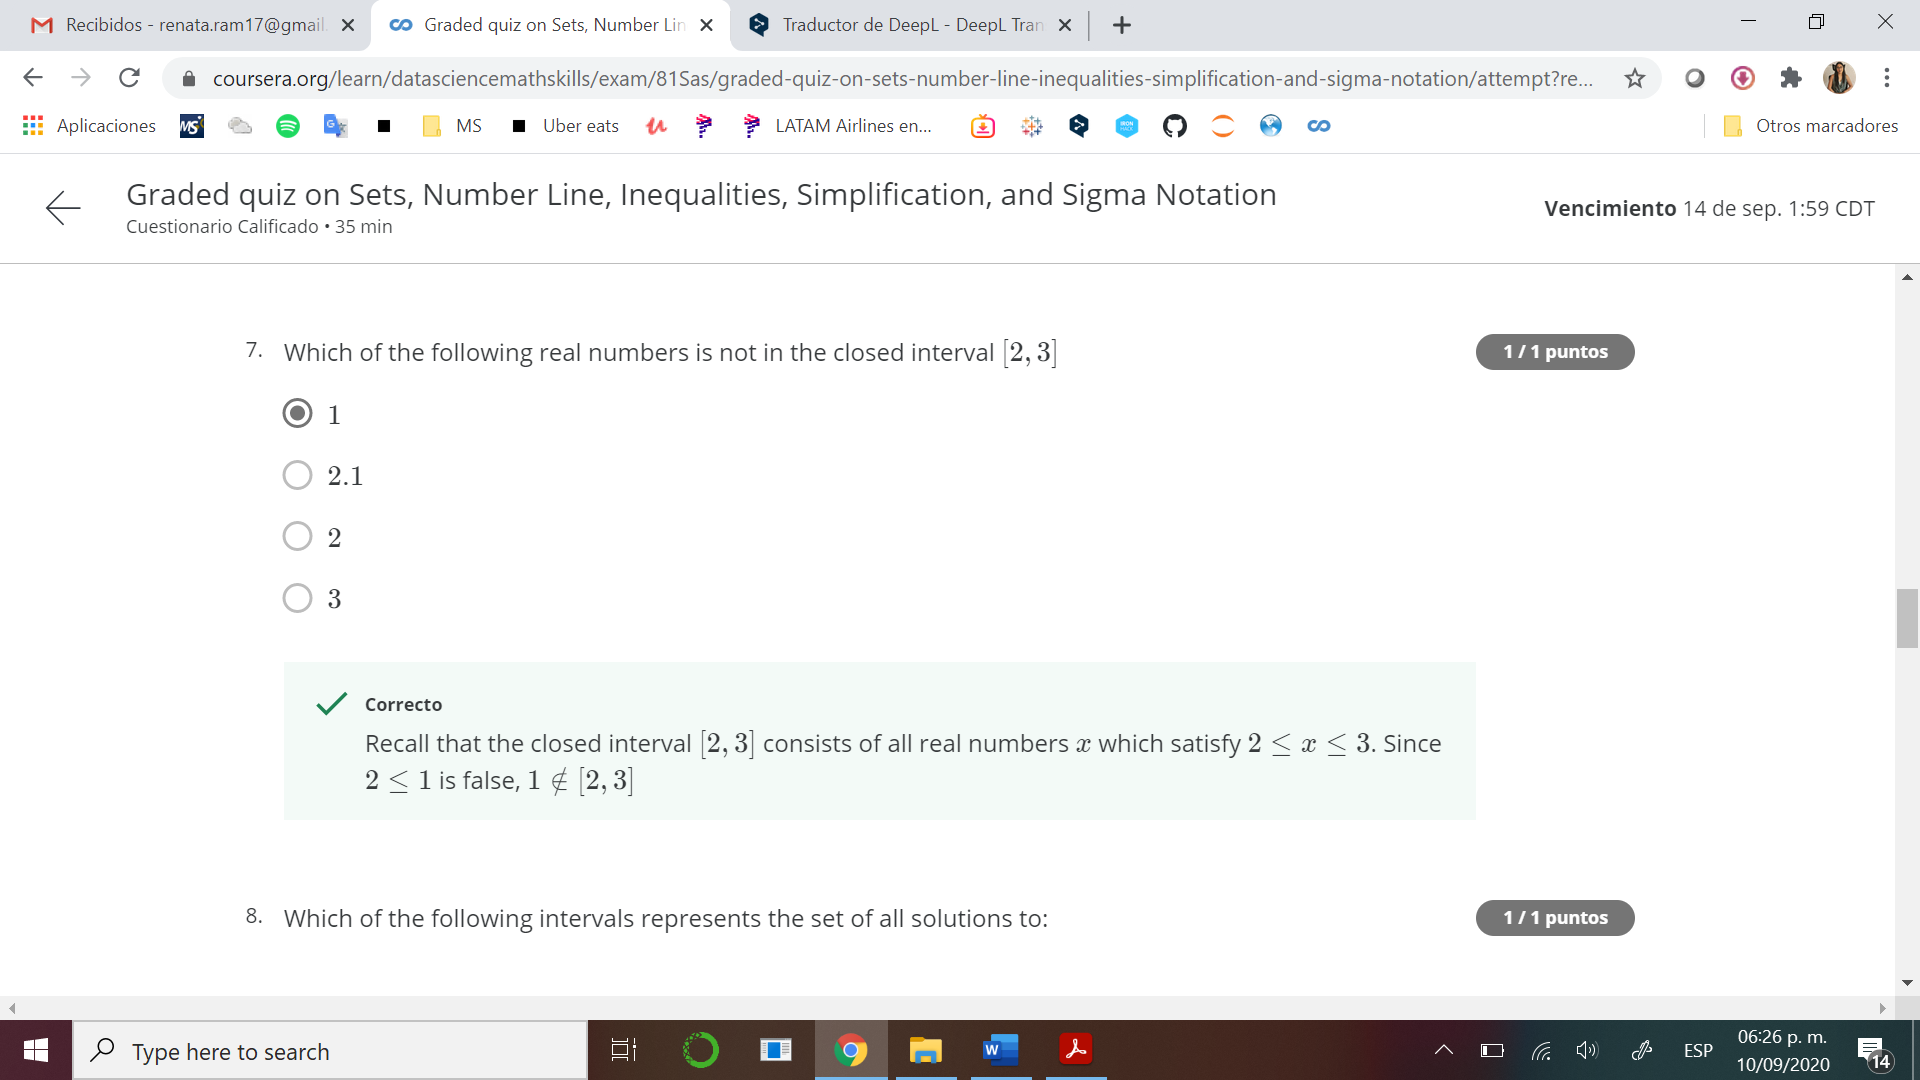 Recibidos - renata.ram17@gmail.
Graded quiz on Sets, Number Lin
Traductor de DeepL - DeepL Tran
coursera.org/learn/datasciencemathskills/exam/81Sas/graded-quiz-on-sets-number-line-inequalities-simplification-and-sigma-notation/attempt?re...
Aplicaciones
MS
Uber eats
LATAM Airlines en...
Otros marcadores
Graded quiz on Sets, Number Line, Inequalities, Simplification, and Sigma Notation
Cuestionario Calificado • 35 min
Vencimiento 14 de sep. 1:59 CDT
7. Which of the following real numbers is not in the closed interval [2, 3]
1 / 1 puntos
1
2.1
2
3
Correcto
Recall that the closed interval [2, 3] consists of all real numbers x which satisfy 2 ≤ x ≤ 3. Since
2 ≤ 1 is false, 1 ∉ [2, 3]
8. Which of the following intervals represents the set of all solutions to:
1 / 1 puntos
Type here to search
ESP
06:26 p. m.
10/09/2020
14